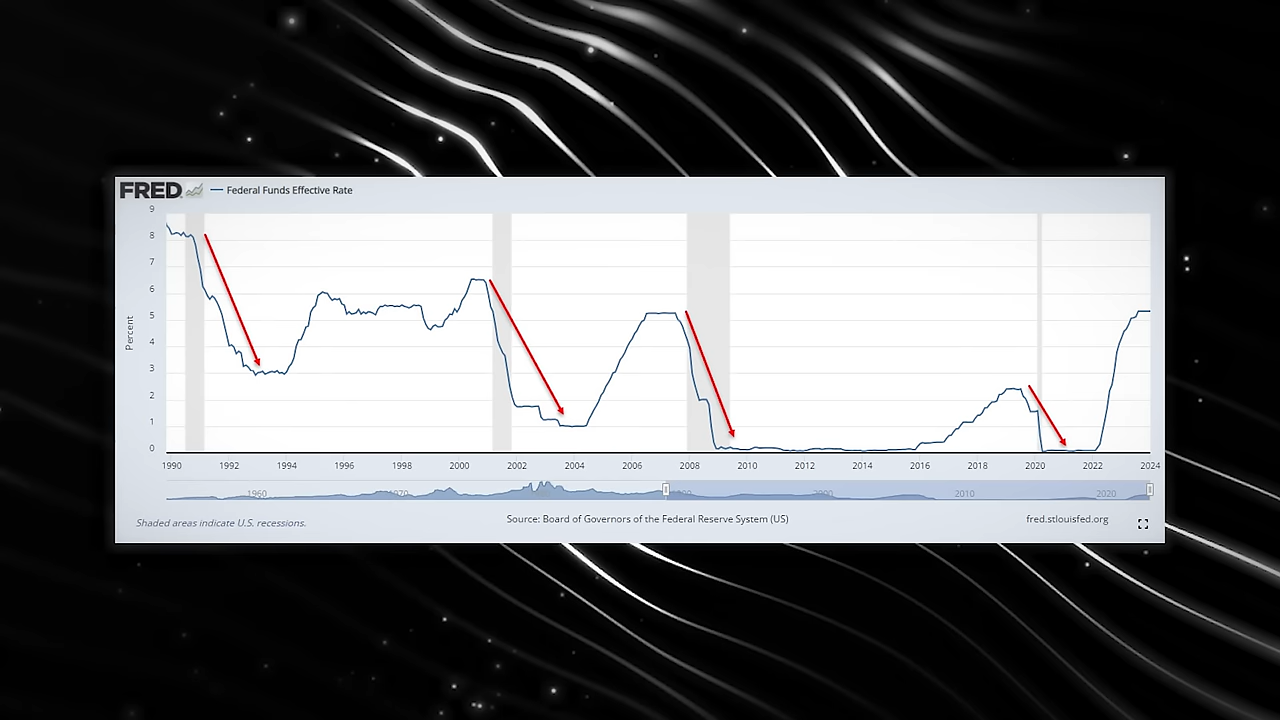 FRED
Federal Funds Effective Rate
Percent
9
8
7
6
5
4
3
2
1
0
1990 1992 1994 1996 1998 2000 2002 2004 2006 2008 2010 2012 2014 2016 2018 2020 2022 2024
1960 1970 2000 2010 2020
Shaded areas indicate U.S. recessions.
Source: Board of Governors of the Federal Reserve System (US)
fred.stlouisfed.org